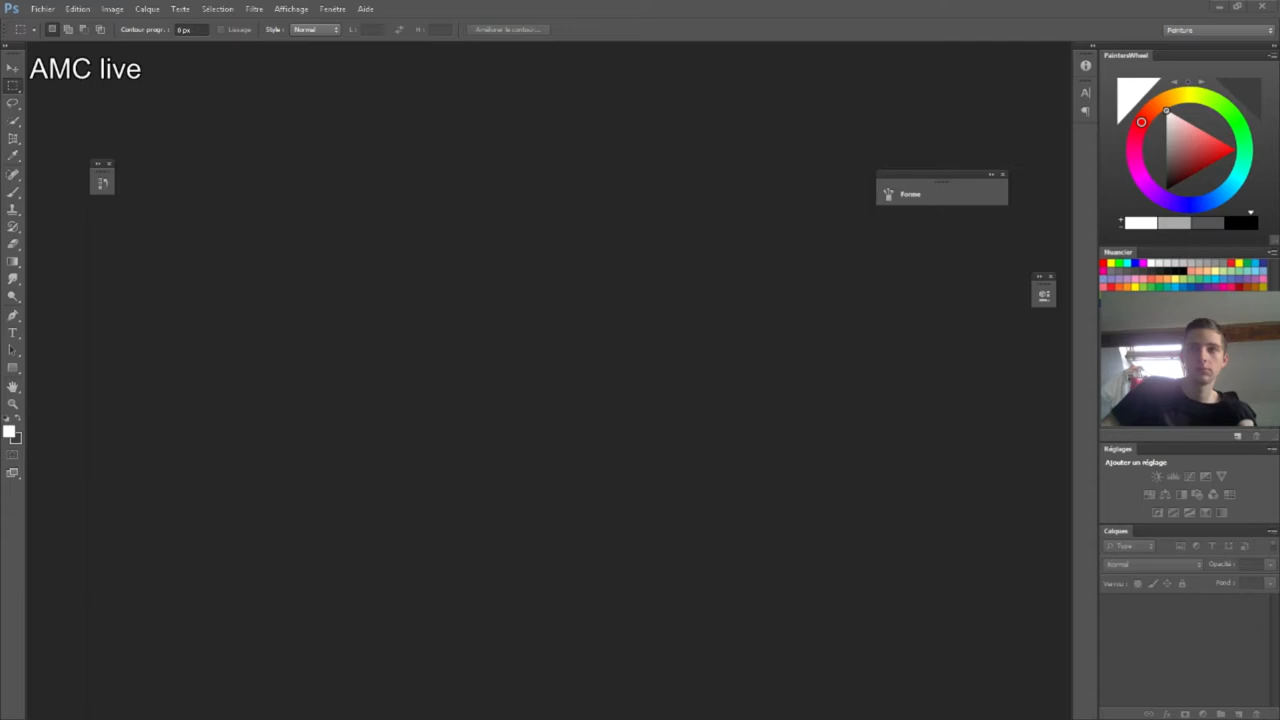 Ps Fichier Edition Image Calque Texte Sélection Filtre Affichage Fenêtre Aide
Contour progr. : 0 px Lissage Style : Normal L : H : Améliorer le contour... Peinture
AMC live
PaintersWheel
Forme
Nuancier
Réglages
Ajouter un réglage
Calques
Type
Normal Opacité :
Verrou : Fond :